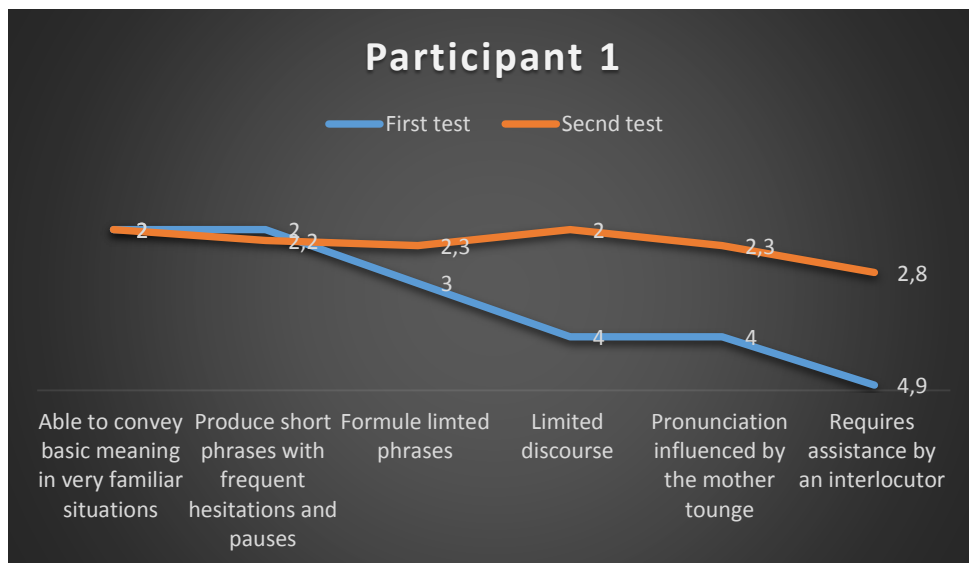 Participant 1
First test
Secnd test
2
2
2
2,2
2,3
3
2
4
2,3
4
2,8
4,9
Able to convey
basic meaning
in very familiar
situations
Produce short
phrases with
frequent
hesitations and
pauses
Formule limted
phrases
Limited
discourse
Pronunciation
influenced by
the mother
tounge
Requires
assistance by
an interlocutor